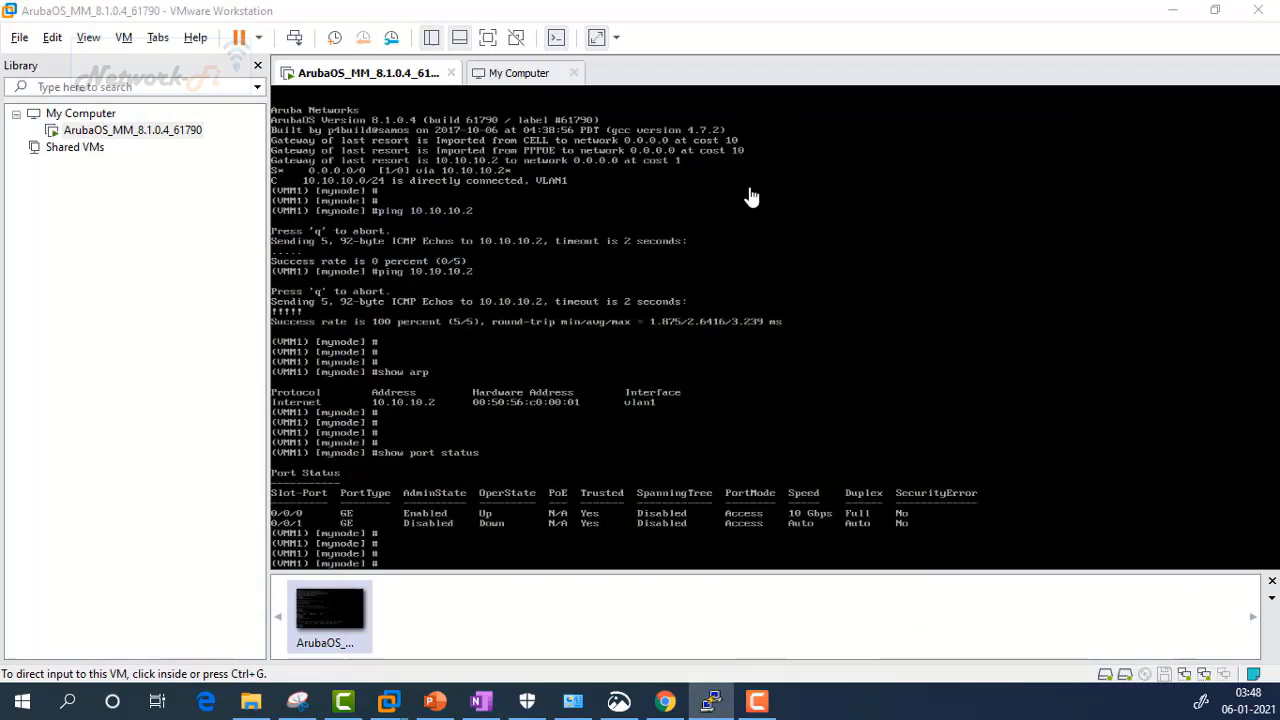 ArubaOS_MM_8.1.0.4_61790 - VMware Workstation
File Edit View VM Tabs Help
Network-Fi
Library
Type here to search
My Computer
ArubaOS_MM_8.1.0.4_61790
Shared VMs
ArubaOS_MM_8.1.0.4_61... My Computer
Aruba Networks
ArubaOS Version 8.1.0.4 (build 61790 / label #61790)
Built by p4build@samos on 2017-10-06 at 04:38:56 PDT (gcc version 4.7.2)
Gateway of last resort is Imported from CELL to network 0.0.0.0 at cost 10
Gateway of last resort is Imported from PPPOE to network 0.0.0.0 at cost 10
Gateway of last resort is 10.10.10.2 to network 0.0.0.0 at cost 1
S* 0.0.0.0/0 [1/0] via 10.10.10.2*
C 10.10.10.0/24 is directly connected, VLAN1
(VMM1) [mynode] #
(VMM1) [mynode] #
(VMM1) [mynode] #ping 10.10.10.2
Press 'q' to abort.
Sending 5, 92-byte ICMP Echos to 10.10.10.2, timeout is 2 seconds:
.....
Success rate is 0 percent (0/5)
(VMM1) [mynode] #ping 10.10.10.2
Press 'q' to abort.
Sending 5, 92-byte ICMP Echos to 10.10.10.2, timeout is 2 seconds:
!!!!!
Success rate is 100 percent (5/5), round-trip min/avg/max = 1.875/2.6416/3.239 ms
(VMM1) [mynode] #
(VMM1) [mynode] #
(VMM1) [mynode] #
(VMM1) [mynode] #show arp
Protocol Address Hardware Address Interface
Internet 10.10.10.2 00:50:56:c0:00:01 vlan1
(VMM1) [mynode] #
(VMM1) [mynode] #
(VMM1) [mynode] #
(VMM1) [mynode] #
(VMM1) [mynode] #show port status
Port Status
-----------
Slot-Port PortType AdminState OperState PoE Trusted SpanningTree PortMode Speed Duplex SecurityError
0/0/0 GE Enabled Up N/A Yes Disabled Access 10 Gbps Full No
0/0/1 GE Disabled Down N/A Yes Disabled Access Auto Auto No
(VMM1) [mynode] #
(VMM1) [mynode] #
(VMM1) [mynode] #
(VMM1) [mynode] #
ArubaOS_...
To direct input to this VM, click inside or press Ctrl+G.
03:48
06-01-2021